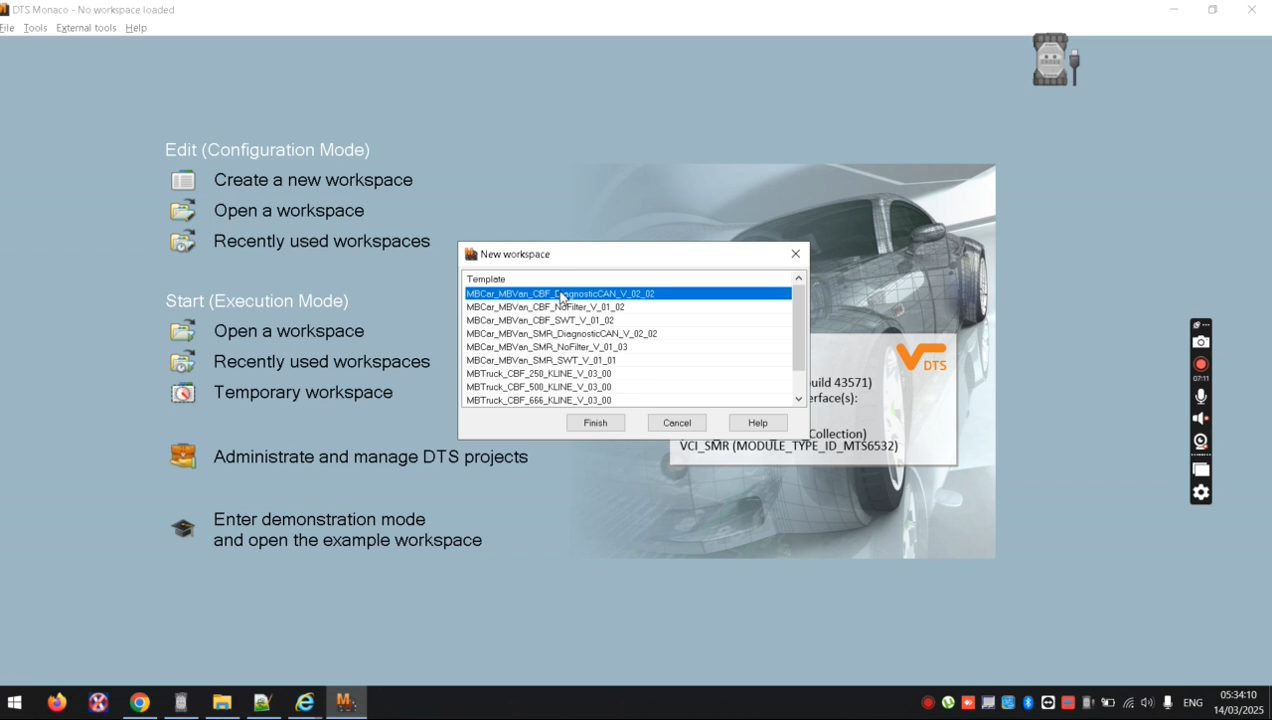 DTS Monaco - No workspace loaded
File Tools External tools Help
Edit (Configuration Mode)
Create a new workspace
Open a workspace
Recently used workspaces
Start (Execution Mode)
Open a workspace
Recently used workspaces
Temporary workspace
Administrate and manage DTS projects
Enter demonstration mode
and open the example workspace
New workspace
Template
MBCar_MBVan_CBF_DiagnosticCAN_V_02_02
MBCar_MBVan_CBF_NoFilter_V_01_02
MBCar_MBVan_CBF_SWT_V_01_02
MBCar_MBVan_SMR_DiagnosticCAN_V_02_02
MBCar_MBVan_SMR_NoFilter_V_01_03
MBCar_MBVan_SMR_SWT_V_01_01
MBTruck_CBF_250_KLINE_V_03_00
MBTruck_CBF_500_KLINE_V_03_00
MBTruck_CBF_666_KLINE_V_03_00
Finish Cancel Help
DTS
build 43571)
erface(s):
Collection)
VCI_SMR (MODULE_TYPE_ID_MTS6532)
07:11
ENG
05:34:10
14/03/2025